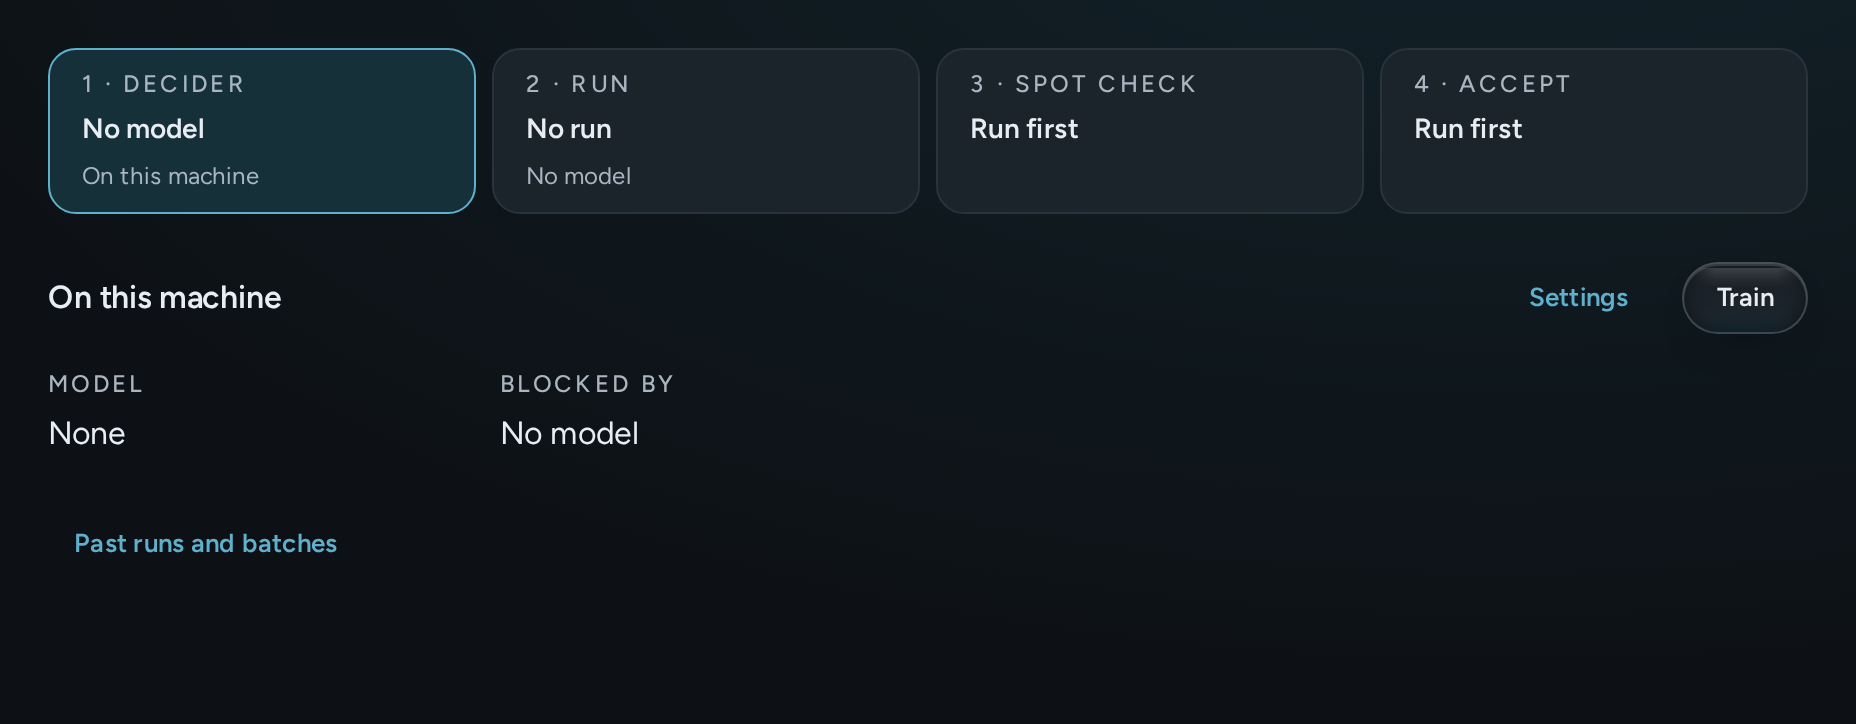 1 · DECIDER
No model
On this machine
2 · RUN
No run
No model
3 · SPOT CHECK
Run first
4 · ACCEPT
Run first
On this machine
Settings
Train
MODEL
None
BLOCKED BY
No model
Past runs and batches